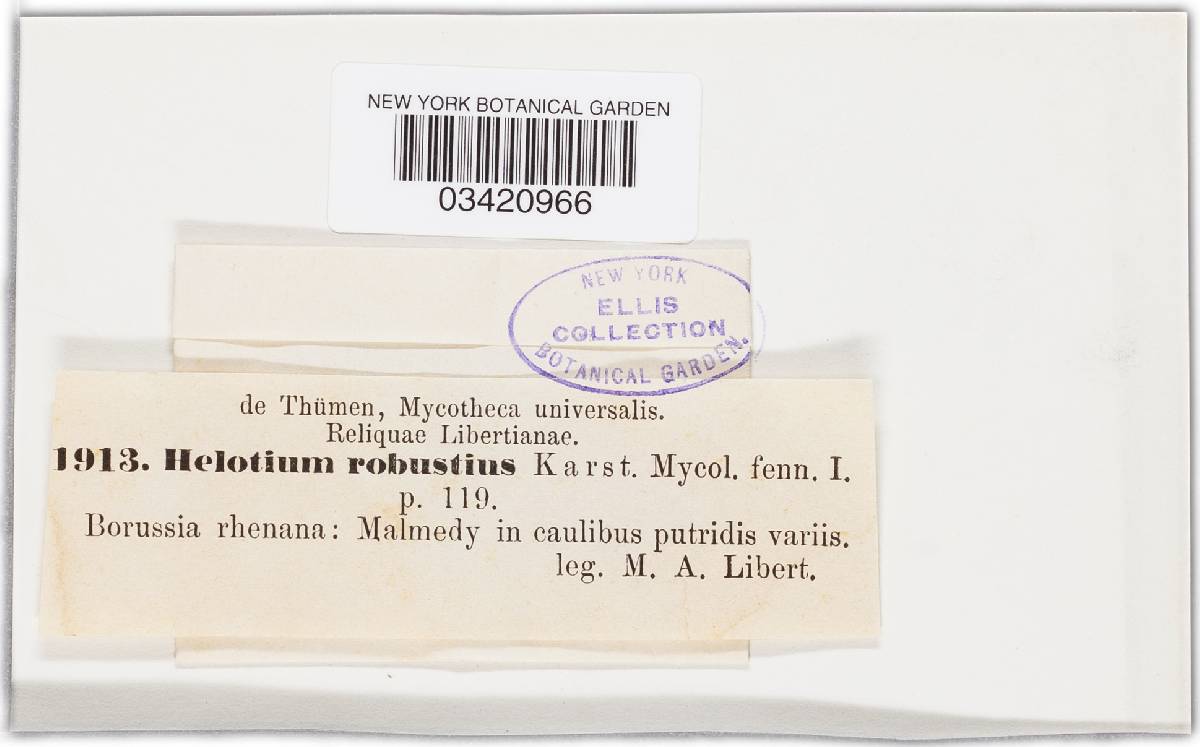 NEW YORK BOTANICAL GARDEN
03420966
NEW YORK
ELLIS
COLLECTION
BOTANICAL GARDEN.
de Thümen, Mycotheca universalis.
Reliquae Libertianae.
1913. Helotium robustius Karst. Mycol. fenn. I.
p. 119.
Borussia rhenana: Malmedy in caulibus putridis variis.
leg. M. A. Libert.